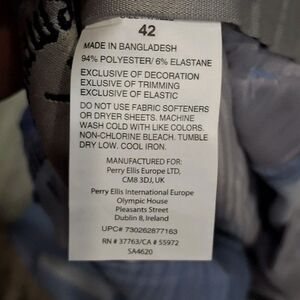 42
MADE IN BANGLADESH
94% POLYESTER/ 6% ELASTANE
EXCLUSIVE OF DECORATION
EXCLUSIVE OF TRIMMING
EXCLUSIVE OF ELASTIC
DO NOT USE FABRIC SOFTENERS
OR DRYER SHEETS. MACHINE
WASH COLD WITH LIKE COLORS.
NON-CHLORINE BLEACH. TUMBLE
DRY LOW. COOL IRON.
MANUFACTURED FOR:
Perry Ellis Europe LTD,
CM8 3DJ, UK
Perry Ellis International Europe
Olympic House
Pleasants Street
Dublin 8, Ireland
UPC# 730262877163
RN # 37763/CA # 55972
SA4620